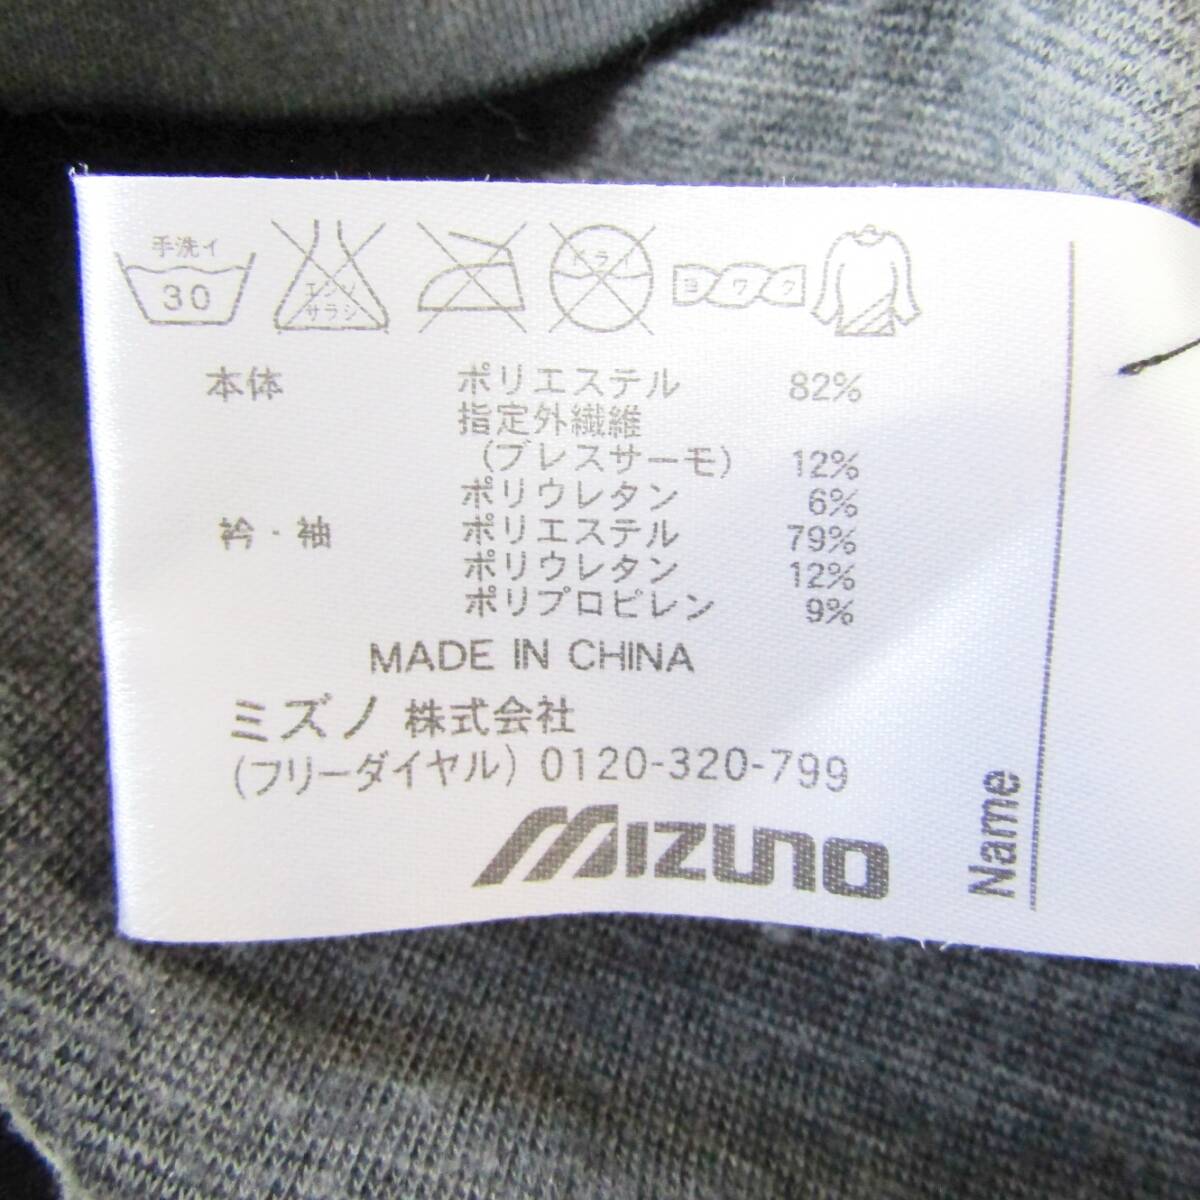 手洗イ
30
エンソ
サラシ
ドライ
ヨワク
本体 ポリエステル 82%
指定外繊維
(ブレスサーモ) 12%
ポリウレタン 6%
衿・袖 ポリエステル 79%
ポリウレタン 12%
ポリプロピレン 9%
MADE IN CHINA
ミズノ 株式会社
(フリーダイヤル) 0120-320-799
MIZUNO
Name